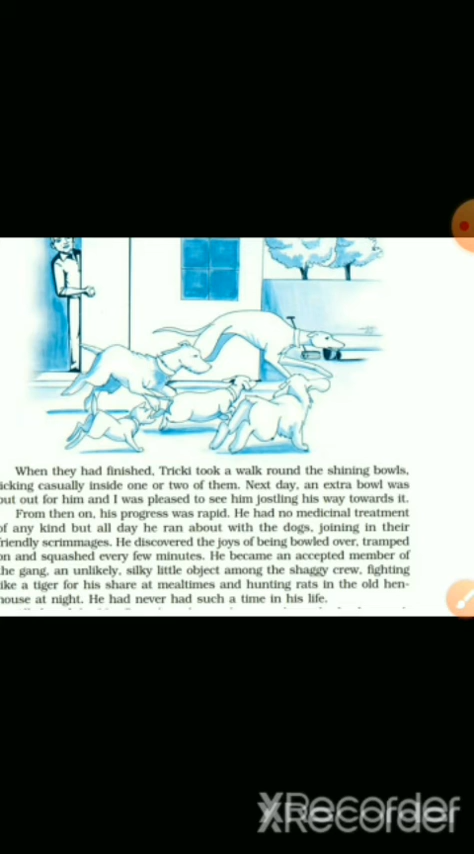 When they had finished, Tricki took a walk round the shining bowls,
icking casually inside one or two of them. Next day, an extra bowl was
out out for him and I was pleased to see him jostling his way towards it.
From then on, his progress was rapid. He had no medicinal treatment
of any kind but all day he ran about with the dogs, joining in their
riendly scrimmages. He discovered the joys of being bowled over, tramped
on and squashed every few minutes. He became an accepted member of
he gang, an unlikely, silky little object among the shaggy crew, fighting
ike a tiger for his share at mealtimes and hunting rats in the old hen-
house at night. He had never had such a time in his life.
XRecorder